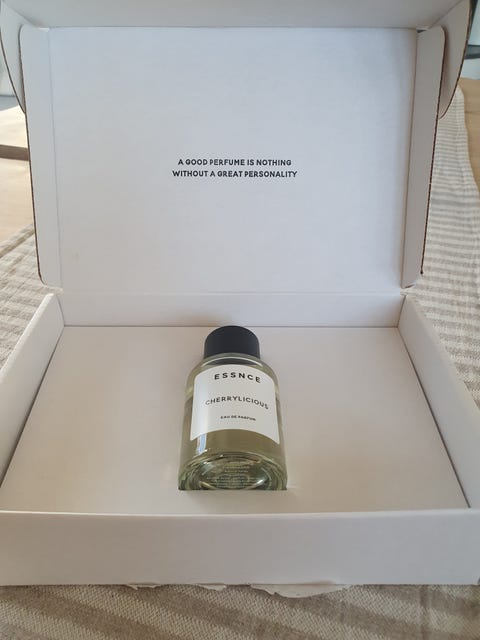 A GOOD PERFUME IS NOTHING
WITHOUT A GREAT PERSONALITY
ESSNCE
CHERRYLICIOUS
EAU DE PARFUM